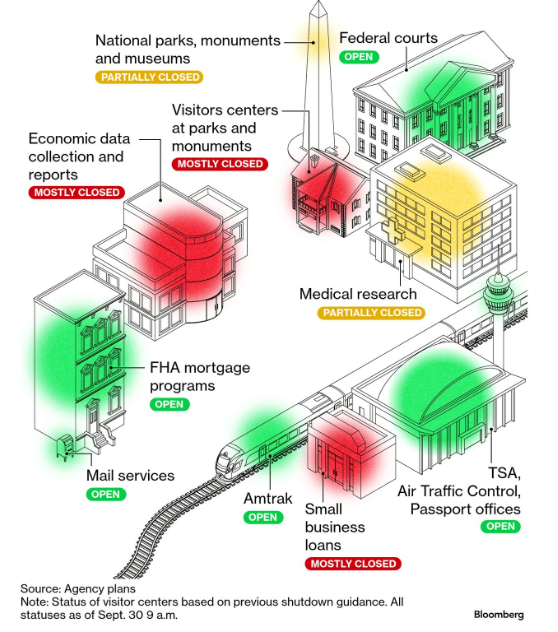 National parks, monuments
and museums
PARTIALLY CLOSED
Federal courts
OPEN
Visitors centers
at parks and
monuments
MOSTLY CLOSED
Economic data
collection and
reports
MOSTLY CLOSED
Medical research
PARTIALLY CLOSED
FHA mortgage
programs
OPEN
Mail services
OPEN
Amtrak
OPEN
Small
business
loans
MOSTLY CLOSED
TSA,
Air Traffic Control,
Passport offices
OPEN
Source: Agency plans
Note: Status of visitor centers based on previous shutdown guidance. All
statuses as of Sept. 30 9 a.m.
Bloomberg